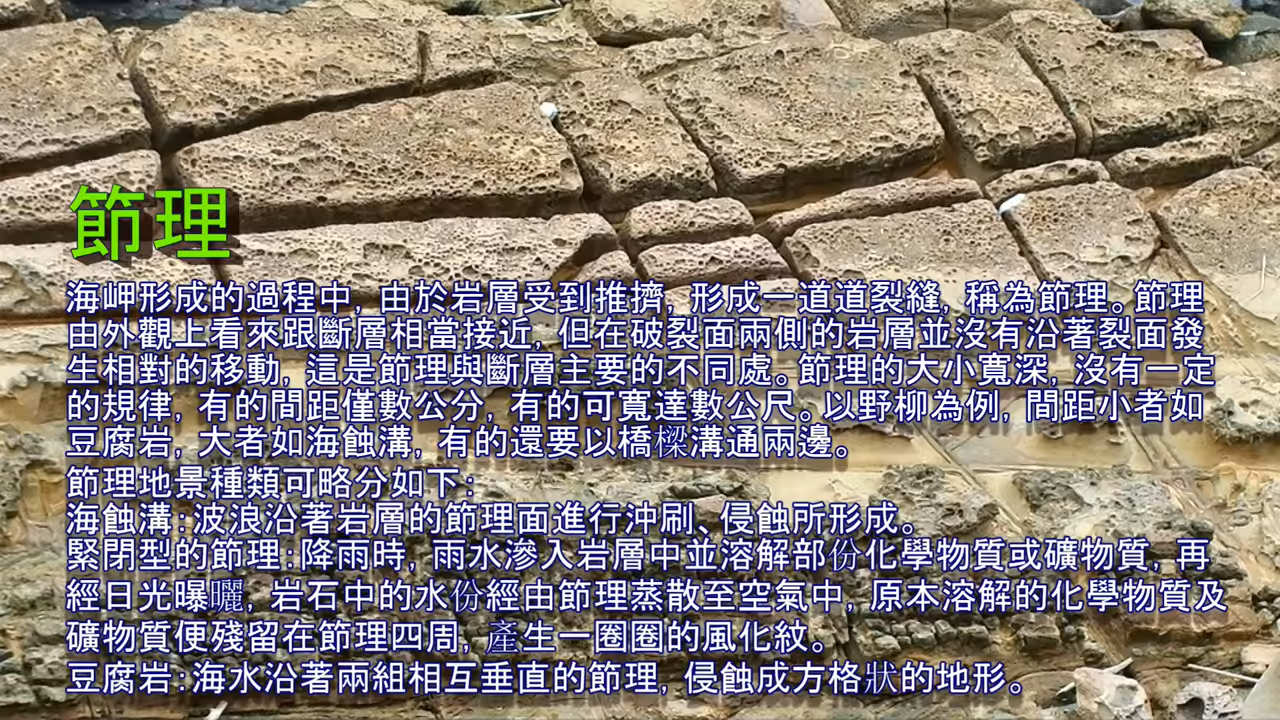 節理
海岬形成的過程中, 由於岩層受到推擠, 形成一道道裂縫, 稱為節理。節理
由外觀上看來跟斷層相當接近, 但在破裂面兩側的岩層並沒有沿著裂面發
生相對的移動, 這是節理與斷層主要的不同處。節理的大小寬深, 沒有一定
的規律, 有的間距僅數公分, 有的可寬達數公尺。以野柳為例, 間距小者如
豆腐岩, 大者如海蝕溝, 有的還要以橋樑溝通兩邊。
節理地景種類可略分如下:
海蝕溝:波浪沿著岩層的節理面進行沖刷、侵蝕所形成。
緊閉型的節理:降雨時, 雨水滲入岩層中並溶解部份化學物質或礦物質, 再
經日光曝曬, 岩石中的水份經由節理蒸散至空氣中, 原本溶解的化學物質及
礦物質便殘留在節理四周, 產生一圈圈的風化紋。
豆腐岩:海水沿著兩組相互垂直的節理, 侵蝕成方格狀的地形。